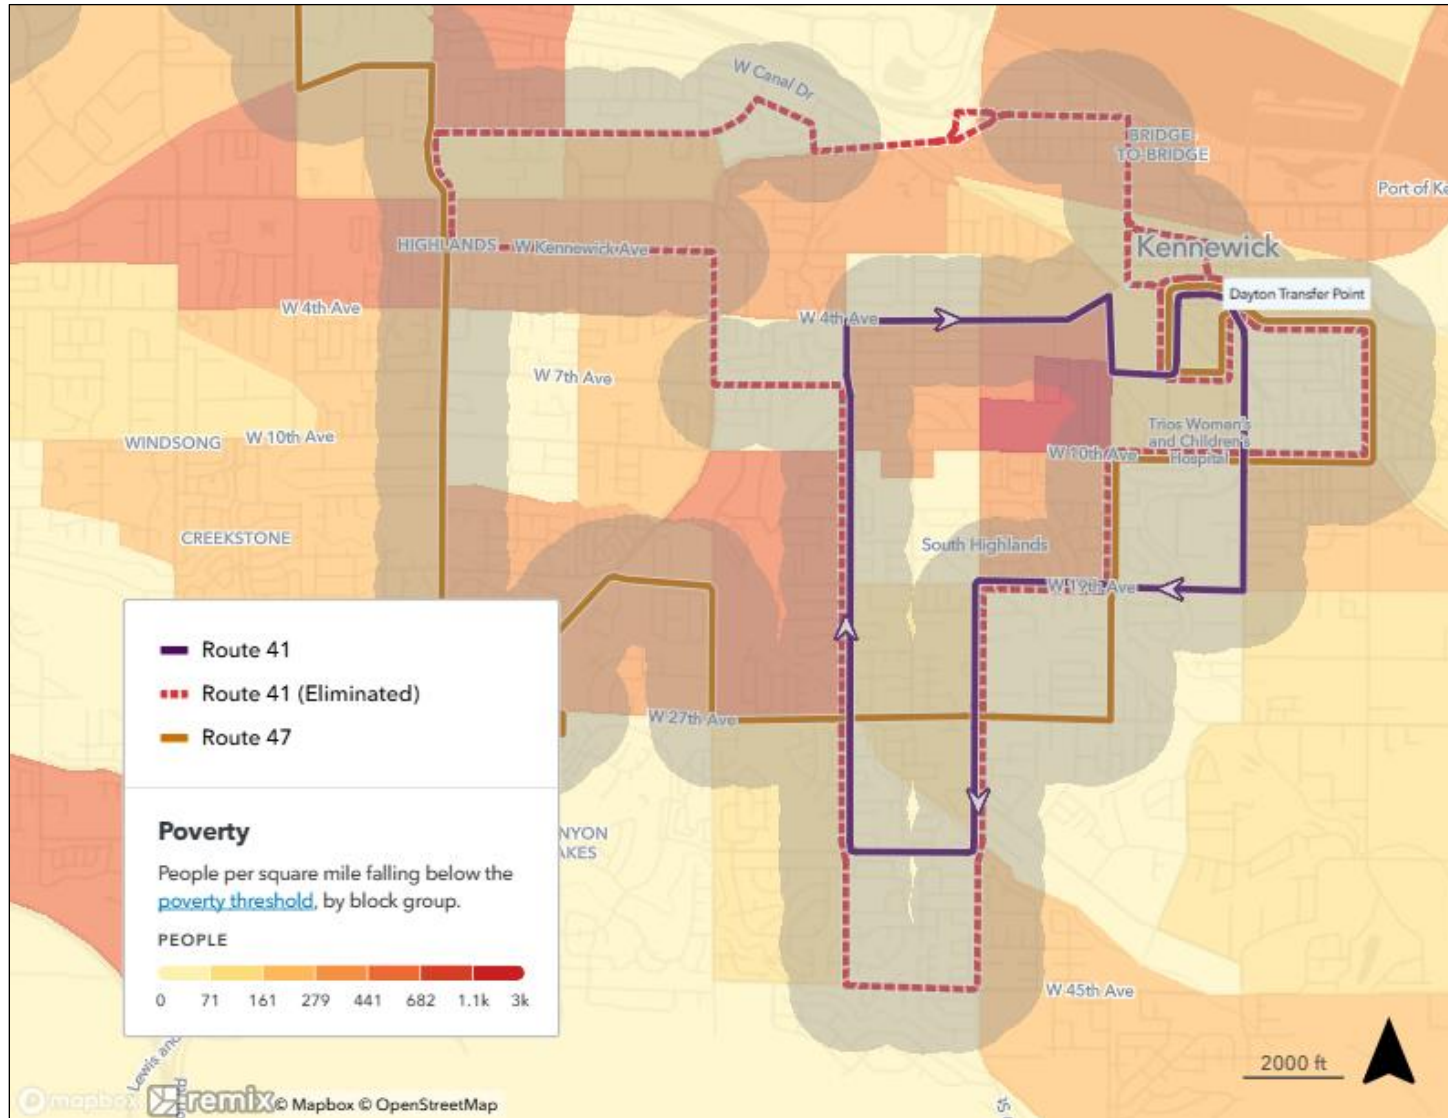 W Canal Dr
BRIDGE-
TO-BRIDGE
Port of Ke
Kennewick
HIGHLANDS
W Kennewick Ave
Dayton Transfer Point
W 4th Ave
W 4th Ave
W 7th Ave
WINDSONG
W 10th Ave
Trios Women's
and Children's
Hospital
W 10th Ave
CREEKSTONE
South Highlands
W 19th Ave
W 27th Ave
NYON
AKES
W 45th Ave
Route 41
Route 41 (Eliminated)
Route 47
Poverty
People per square mile falling below the
poverty threshold, by block group.
PEOPLE
0 71 161 279 441 682 1.1k 3k
2000 ft
Lewis and
St
mapbox remix © Mapbox © OpenStreetMap